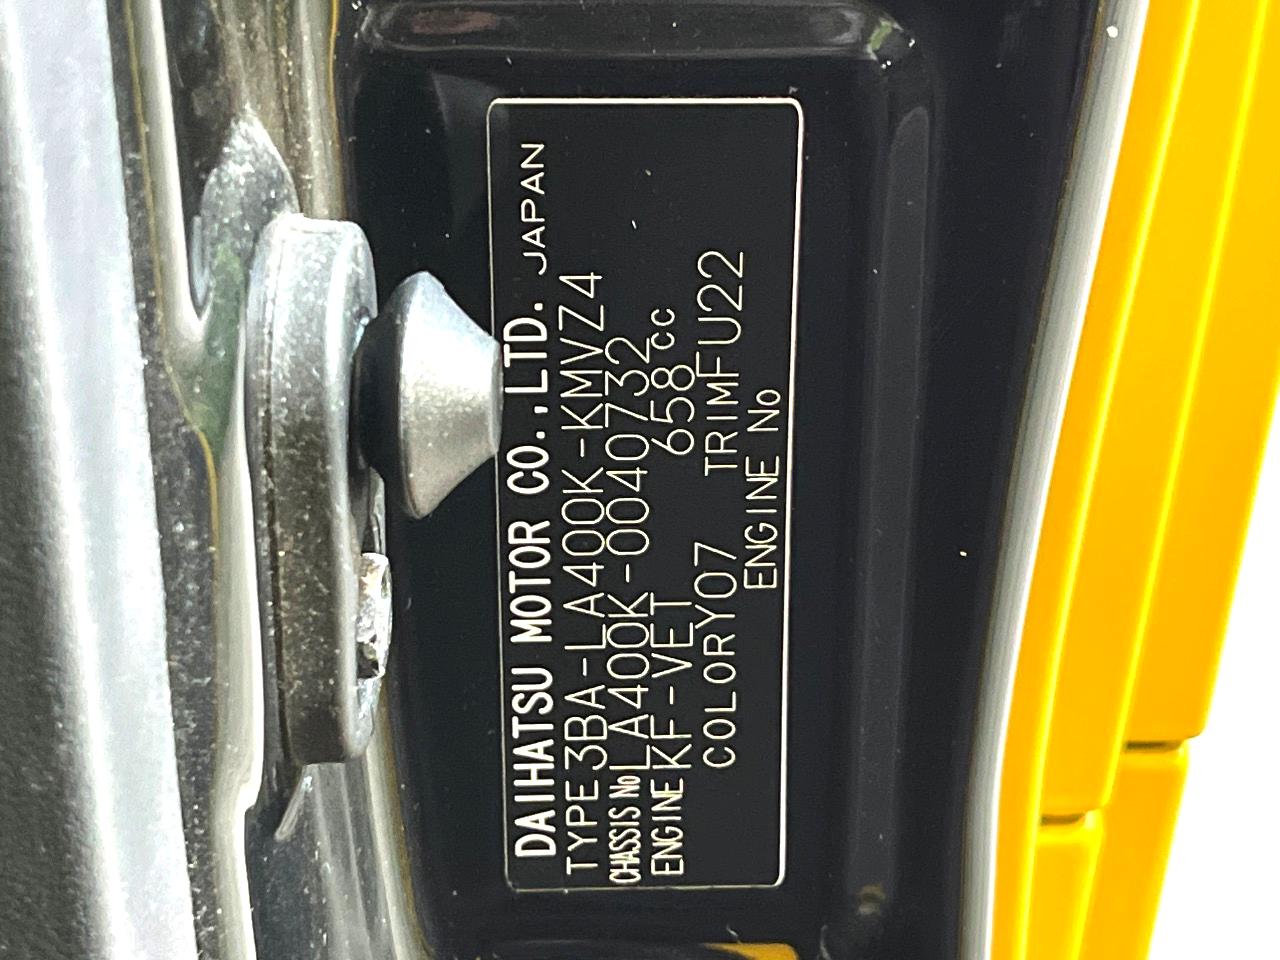 DAIHATSU MOTOR CO.,LTD. JAPAN
TYPE 3BA-LA400K-KMVZ4
CHASSIS No LA400K-0040732
ENGINE KF-VET 658cc
COLOR Y07 TRIM FU22
ENGINE No